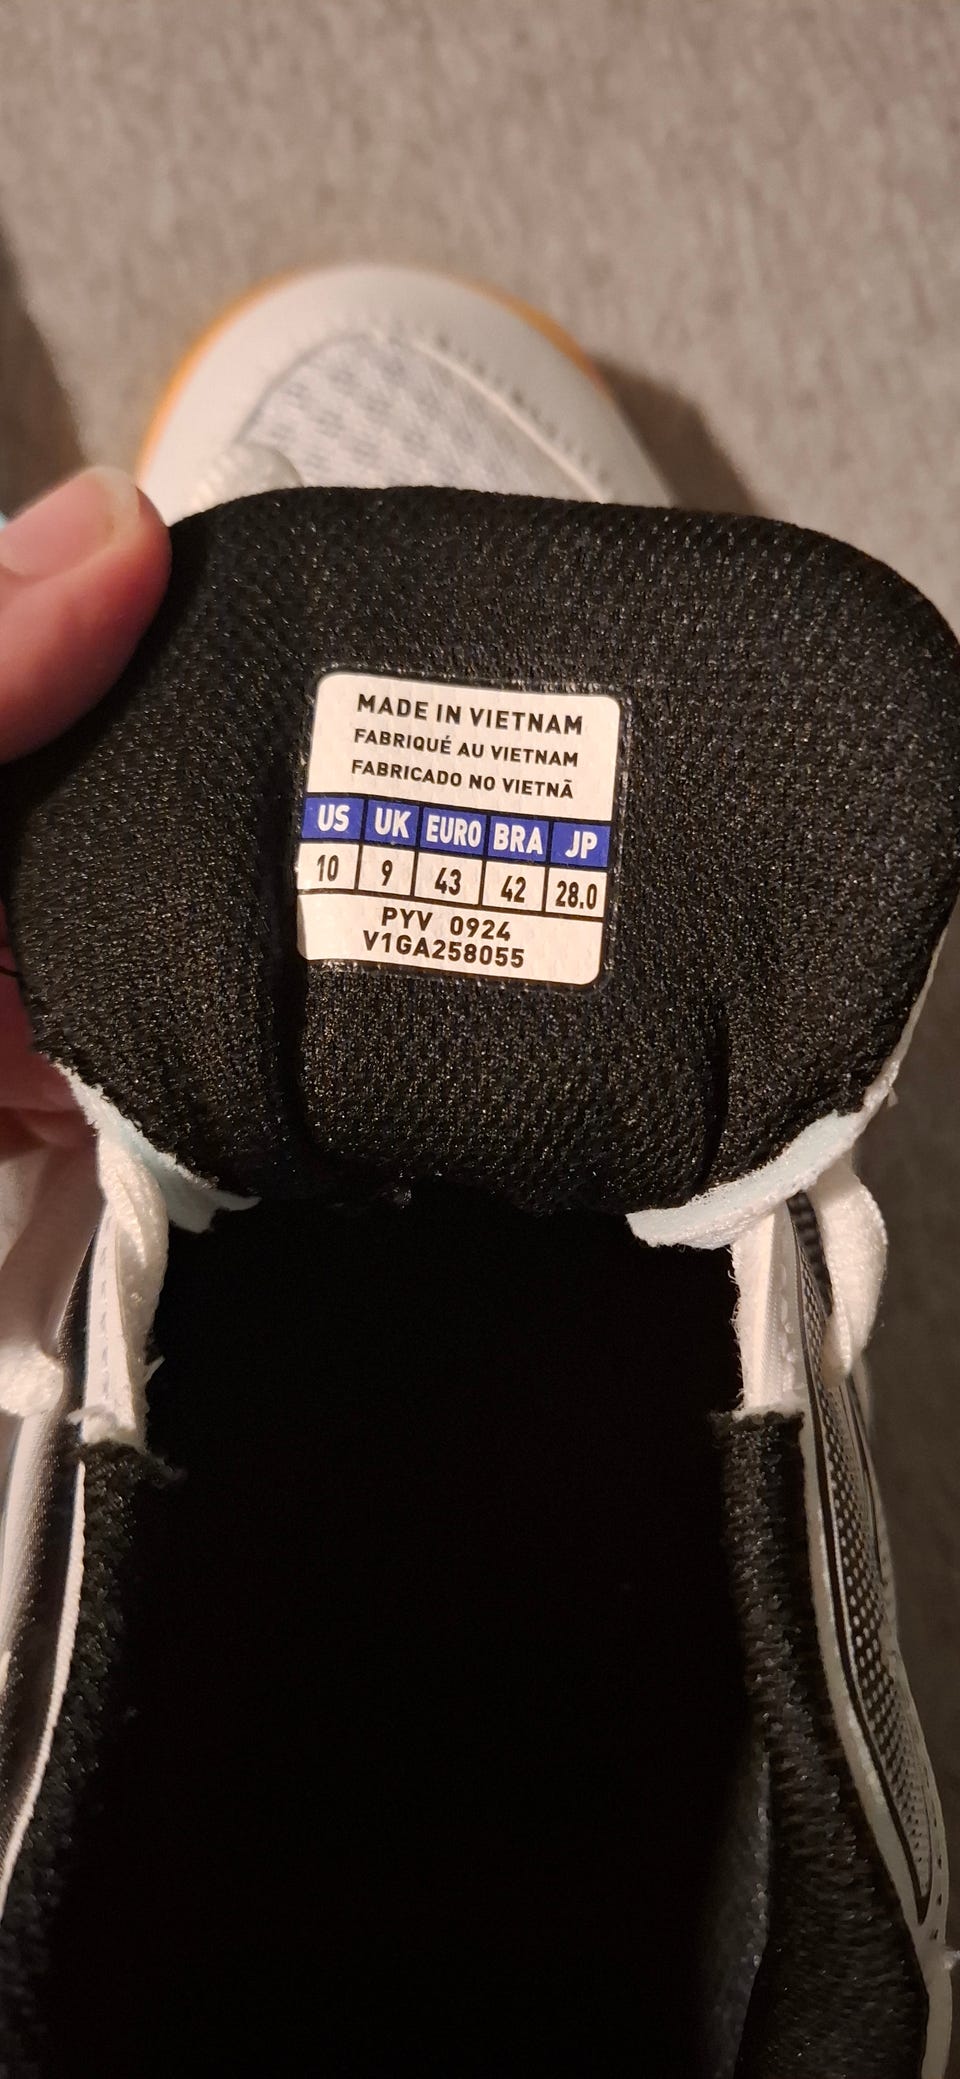 MADE IN VIETNAM
FABRIQUÉ AU VIETNAM
FABRICADO NO VIETNÃ
US UK EURO BRA JP
10 9 43 42 28.0
PYV 0924
V1GA258055